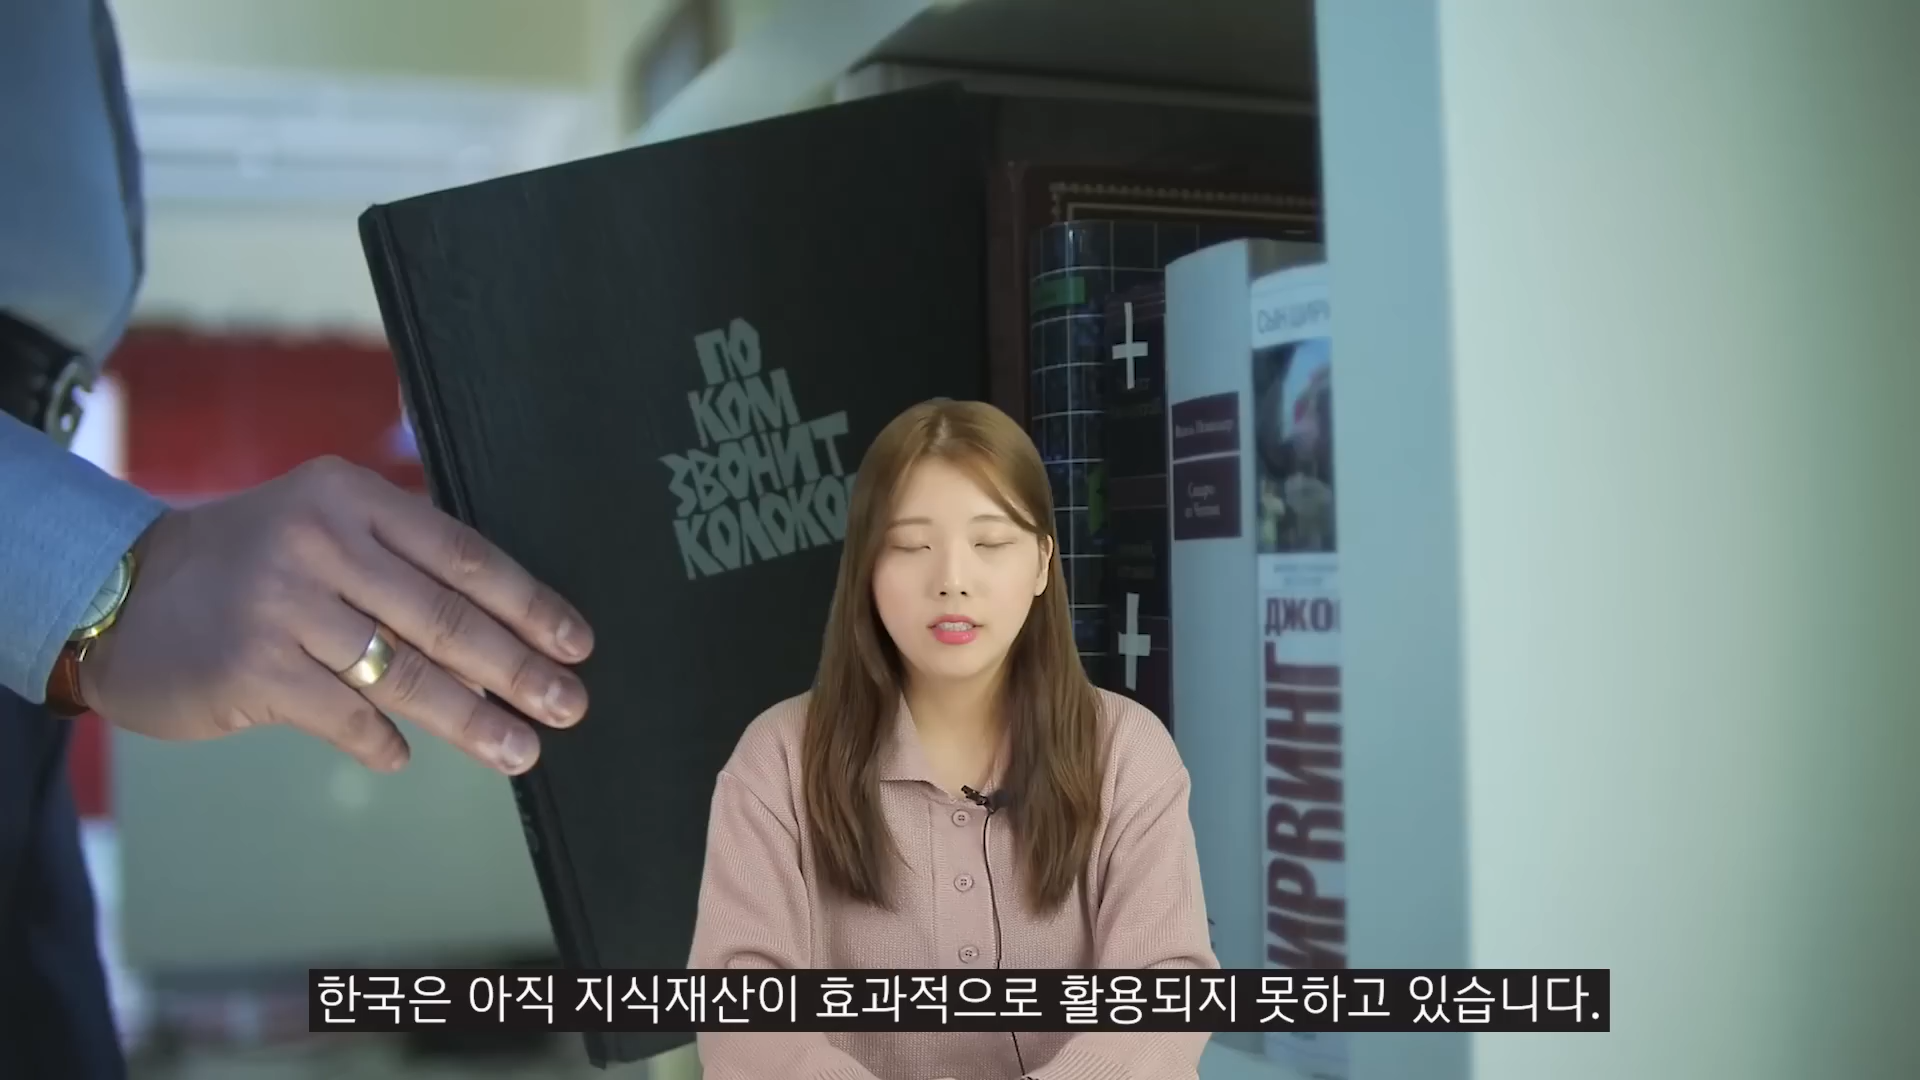 ПО
КОМ
ЗВОНИТ
КОЛОКО
ДЖО
ИРВИНГ
한국은 아직 지식재산이 효과적으로 활용되지 못하고 있습니다.